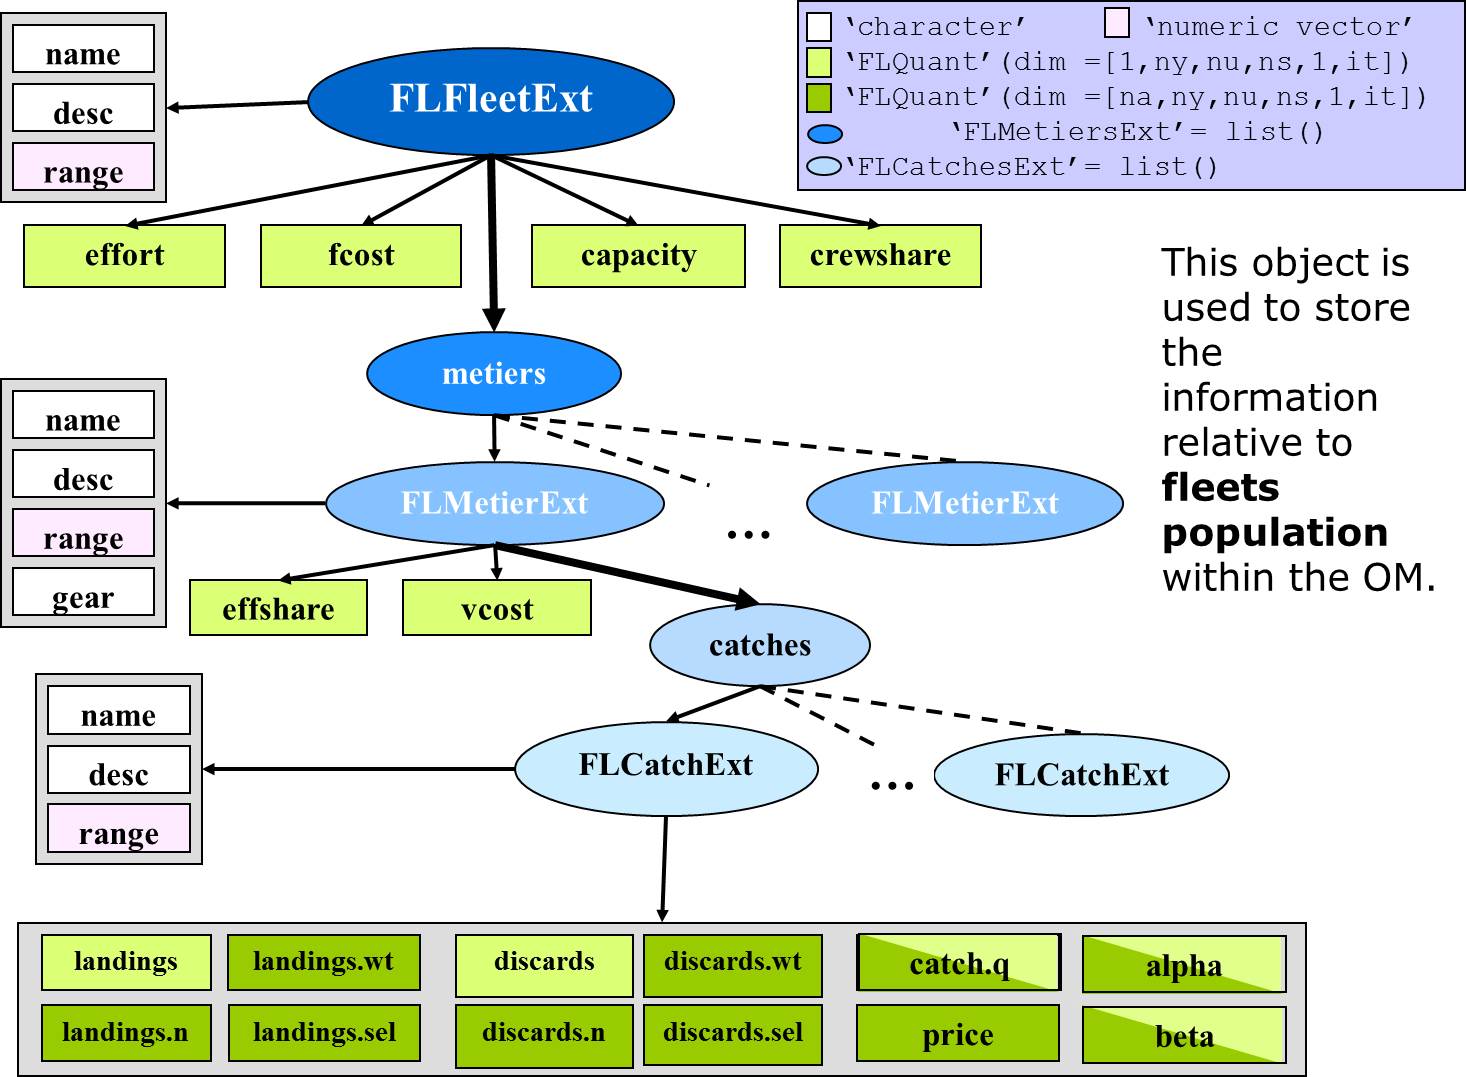 name
desc
range
FLFleetExt
‘character’
‘numeric vector’
‘FLQuant’(dim =[1,ny,nu,ns,1,it])
‘FLQuant’(dim =[na,ny,nu,ns,1,it])
‘FLMetiersExt’= list()
‘FLCatchesExt’= list()
effort
fcost
capacity
crewshare
This object is
used to store
the
information
relative to
fleets
population
within the OM.
metiers
name
desc
range
gear
FLMetierExt
...
FLMetierExt
effshare
vcost
catches
name
desc
range
FLCatchExt
...
FLCatchExt
landings
landings.wt
discards
discards.wt
catch.q
alpha
landings.n
landings.sel
discards.n
discards.sel
price
beta